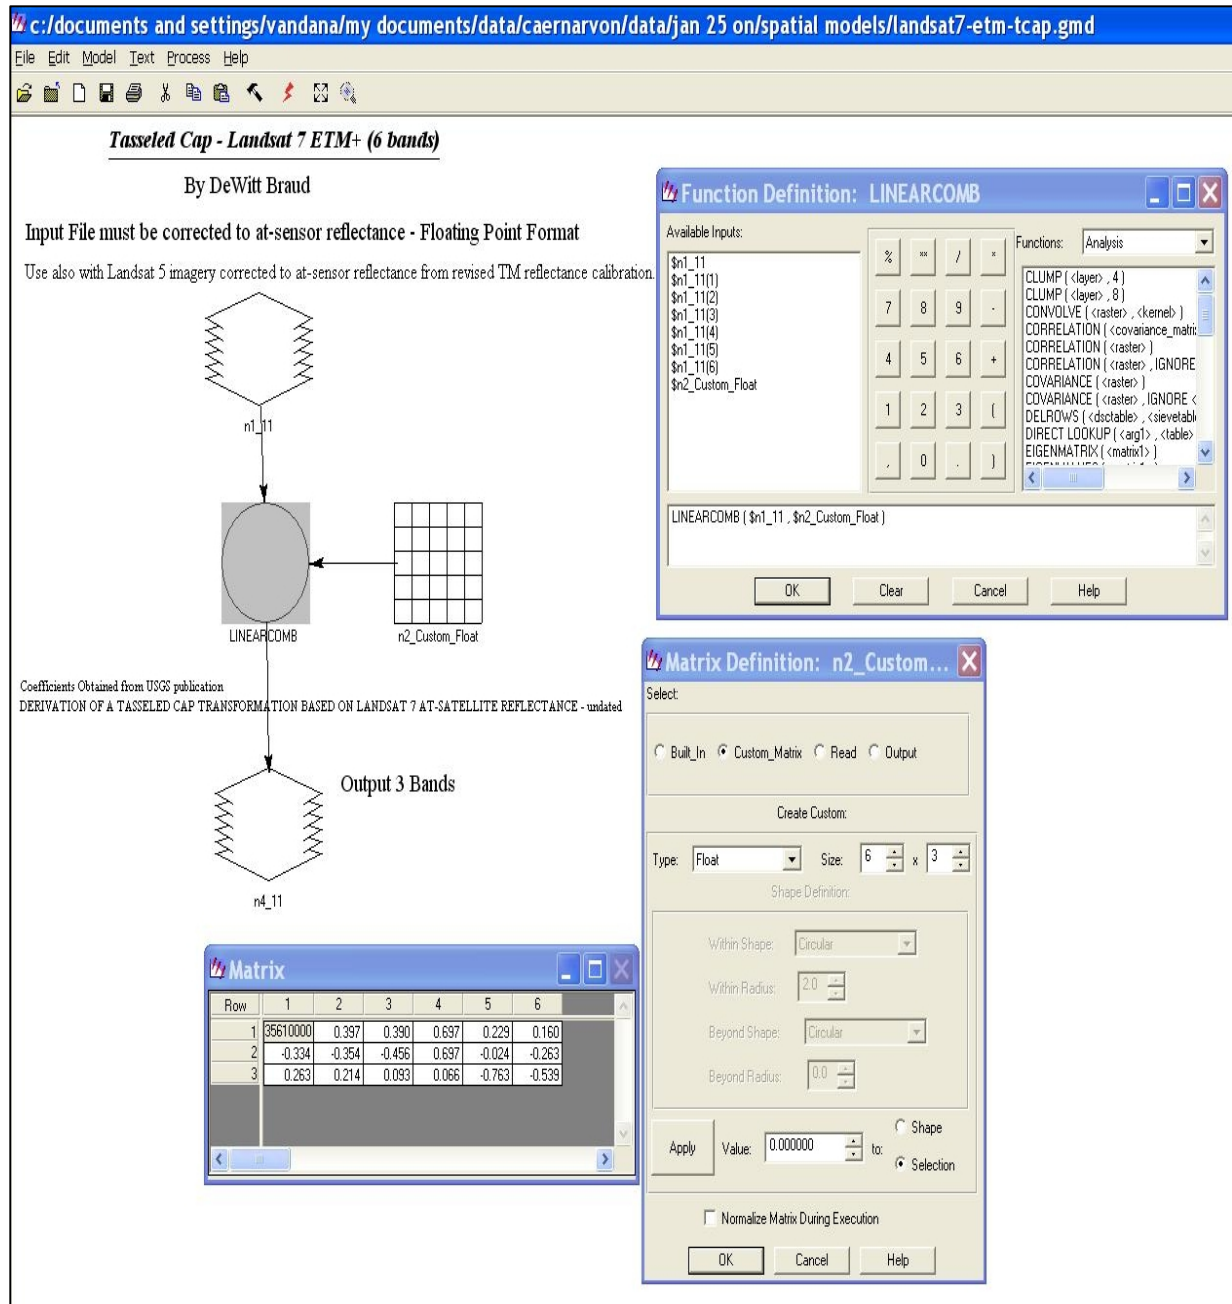 c:/documents and settings/vandana/my documents/data/caernarvon/data/jan 25 on/spatial models/landsat7-etm-tcap.gmd
File Edit Model Text Process Help
Tasseled Cap - Landsat 7 ETM+ (6 bands)
By DeWitt Braud
Input File must be corrected to at-sensor reflectance - Floating Point Format
Use also with Landsat 5 imagery corrected to at-sensor reflectance from revised TM reflectance calibration.
n1_11
LINEARCOMB
n2_Custom_Float
Coefficients Obtained from USGS publication
DERIVATION OF A TASSELED CAP TRANSFORMATION BASED ON LANDSAT 7 AT-SATELLITE REFLECTANCE - undated
Output 3 Bands
n4_11
Function Definition: LINEARCOMB
Available Inputs:
$n1_11
$n1_11(1)
$n1_11(2)
$n1_11(3)
$n1_11(4)
$n1_11(5)
$n1_11(6)
$n2_Custom_Float
% ** / *
7 8 9 -
4 5 6 +
1 2 3 (
, 0 . )
Functions: Analysis
CLUMP ( <layer> , 4 )
CLUMP ( <layer> , 8 )
CONVOLVE ( <raster> , <kernel> )
CORRELATION ( <covariance_matri
CORRELATION ( <raster> )
CORRELATION ( <raster> , IGNORE
COVARIANCE ( <raster> )
COVARIANCE ( <raster> , IGNORE <
DELROWS ( <dsctable> , <sievetabl
DIRECT LOOKUP ( <arg1> , <table>
EIGENMATRIX ( <matrix1> )
LINEARCOMB ( $n1_11 , $n2_Custom_Float )
OK Clear Cancel Help
Matrix Definition: n2_Custom...
Select:
Built_In Custom_Matrix Read Output
Create Custom:
Type: Float Size: 6 x 3
Shape Definition:
Within Shape: Circular
Within Radius: 2.0
Beyond Shape: Circular
Beyond Radius: 0.0
Apply Value: 0.000000 to: Shape
Selection
Normalize Matrix During Execution
OK Cancel Help
Matrix
Row 1 2 3 4 5 6
1 35610000 0.397 0.390 0.697 0.229 0.160
2 -0.334 -0.354 -0.456 0.697 -0.024 -0.263
3 0.263 0.214 0.093 0.066 -0.763 -0.539